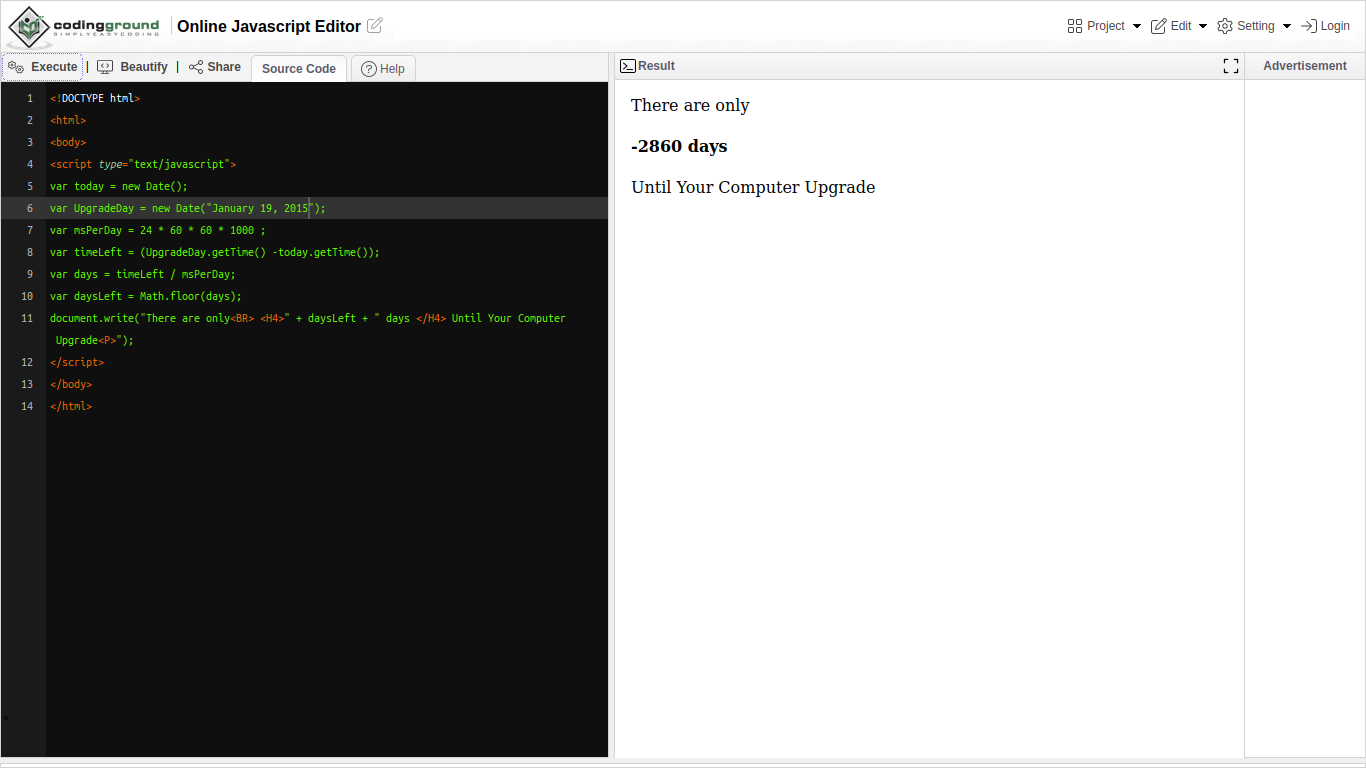 codingground
SIMPLYEASYCODING
Online Javascript Editor
Project
Edit
Setting
Login
Execute | Beautify | Share
Source Code
Help
Result
Advertisement
1 <!DOCTYPE html>
2 <html>
3 <body>
4 <script type="text/javascript">
5 var today = new Date();
6 var UpgradeDay = new Date("January 19, 2015");
7 var msPerDay = 24 * 60 * 60 * 1000 ;
8 var timeLeft = (UpgradeDay.getTime() -today.getTime());
9 var days = timeLeft / msPerDay;
10 var daysLeft = Math.floor(days);
11 document.write("There are only<BR> <H4>" + daysLeft + " days </H4> Until Your Computer
Upgrade<P>");
12 </script>
13 </body>
14 </html>
There are only
-2860 days
Until Your Computer Upgrade